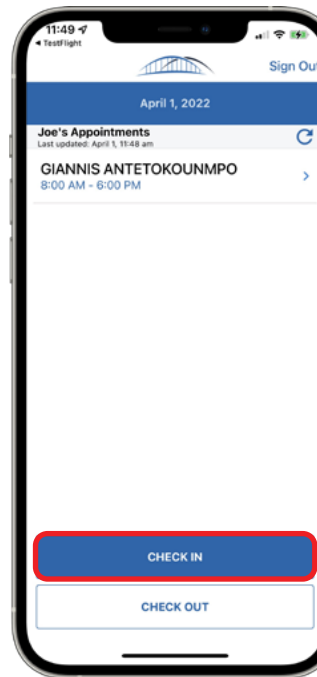 11:49
TestFlight
Sign Out
April 1, 2022
Joe's Appointments
Last updated: April 1, 11:48 am
GIANNIS ANTETOKOUNMPO
8:00 AM - 6:00 PM
CHECK IN
CHECK OUT